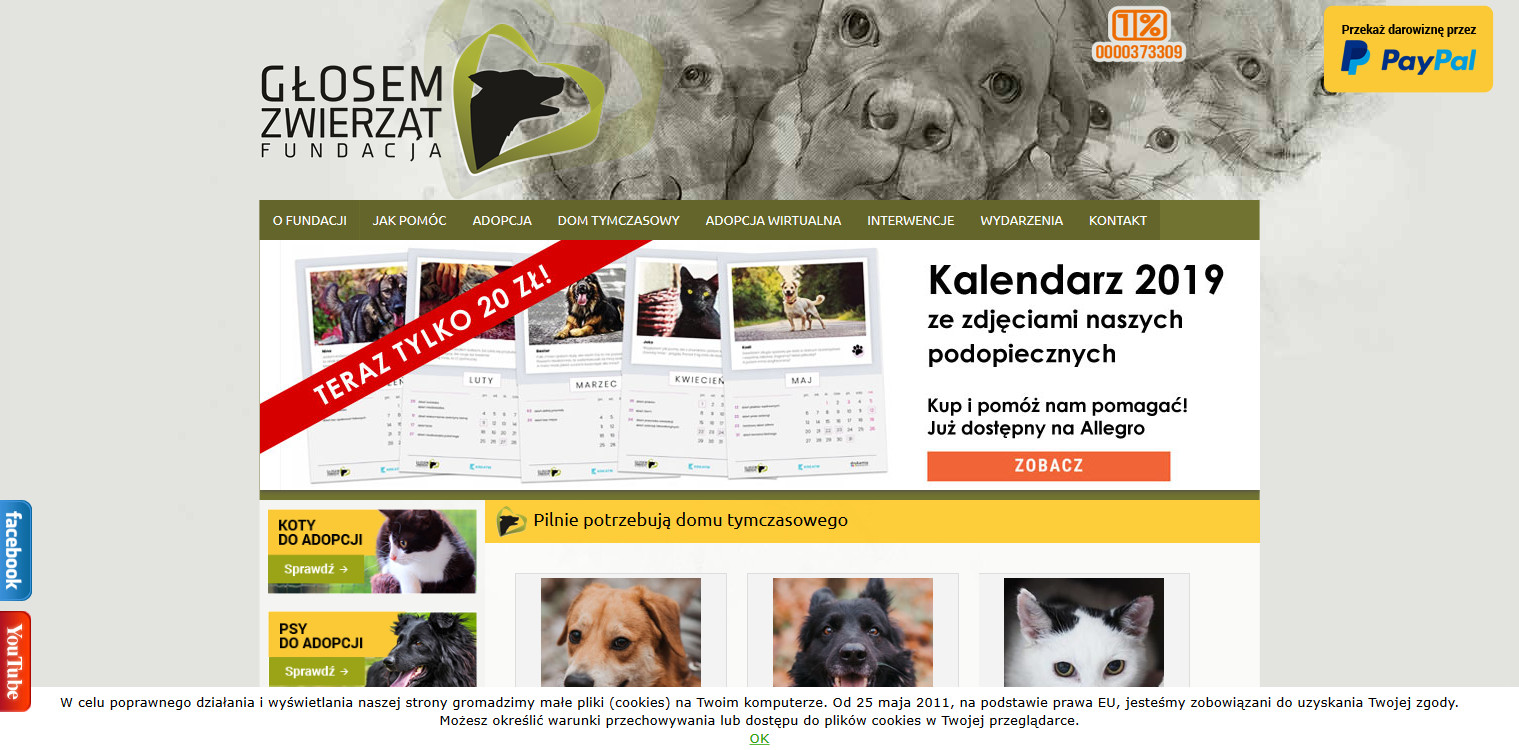 GŁOSEM
ZWIERZĄT
FUNDACJA
1%
0000373309
Przekaż darowiznę przez
PayPal
O FUNDACJI
JAK POMÓC
ADOPCJA
DOM TYMCZASOWY
ADOPCJA WIRTUALNA
INTERWENCJE
WYDARZENIA
KONTAKT
TERAZ TYLKO 20 ZŁ!
LUTY
MARZEC
KWIECIEŃ
MAJ
Kalendarz 2019
ze zdjęciami naszych
podopiecznych
Kup i pomóż nam pomagać!
Już dostępny na Allegro
ZOBACZ
facebook
YouTube
KOTY
DO ADOPCJI
Sprawdź →
PSY
DO ADOPCJI
Sprawdź →
Pilnie potrzebują domu tymczasowego
W celu poprawnego działania i wyświetlania naszej strony gromadzimy małe pliki (cookies) na Twoim komputerze. Od 25 maja 2011, na podstawie prawa EU, jesteśmy zobowiązani do uzyskania Twojej zgody.
Możesz określić warunki przechowywania lub dostępu do plików cookies w Twojej przeglądarce.
OK